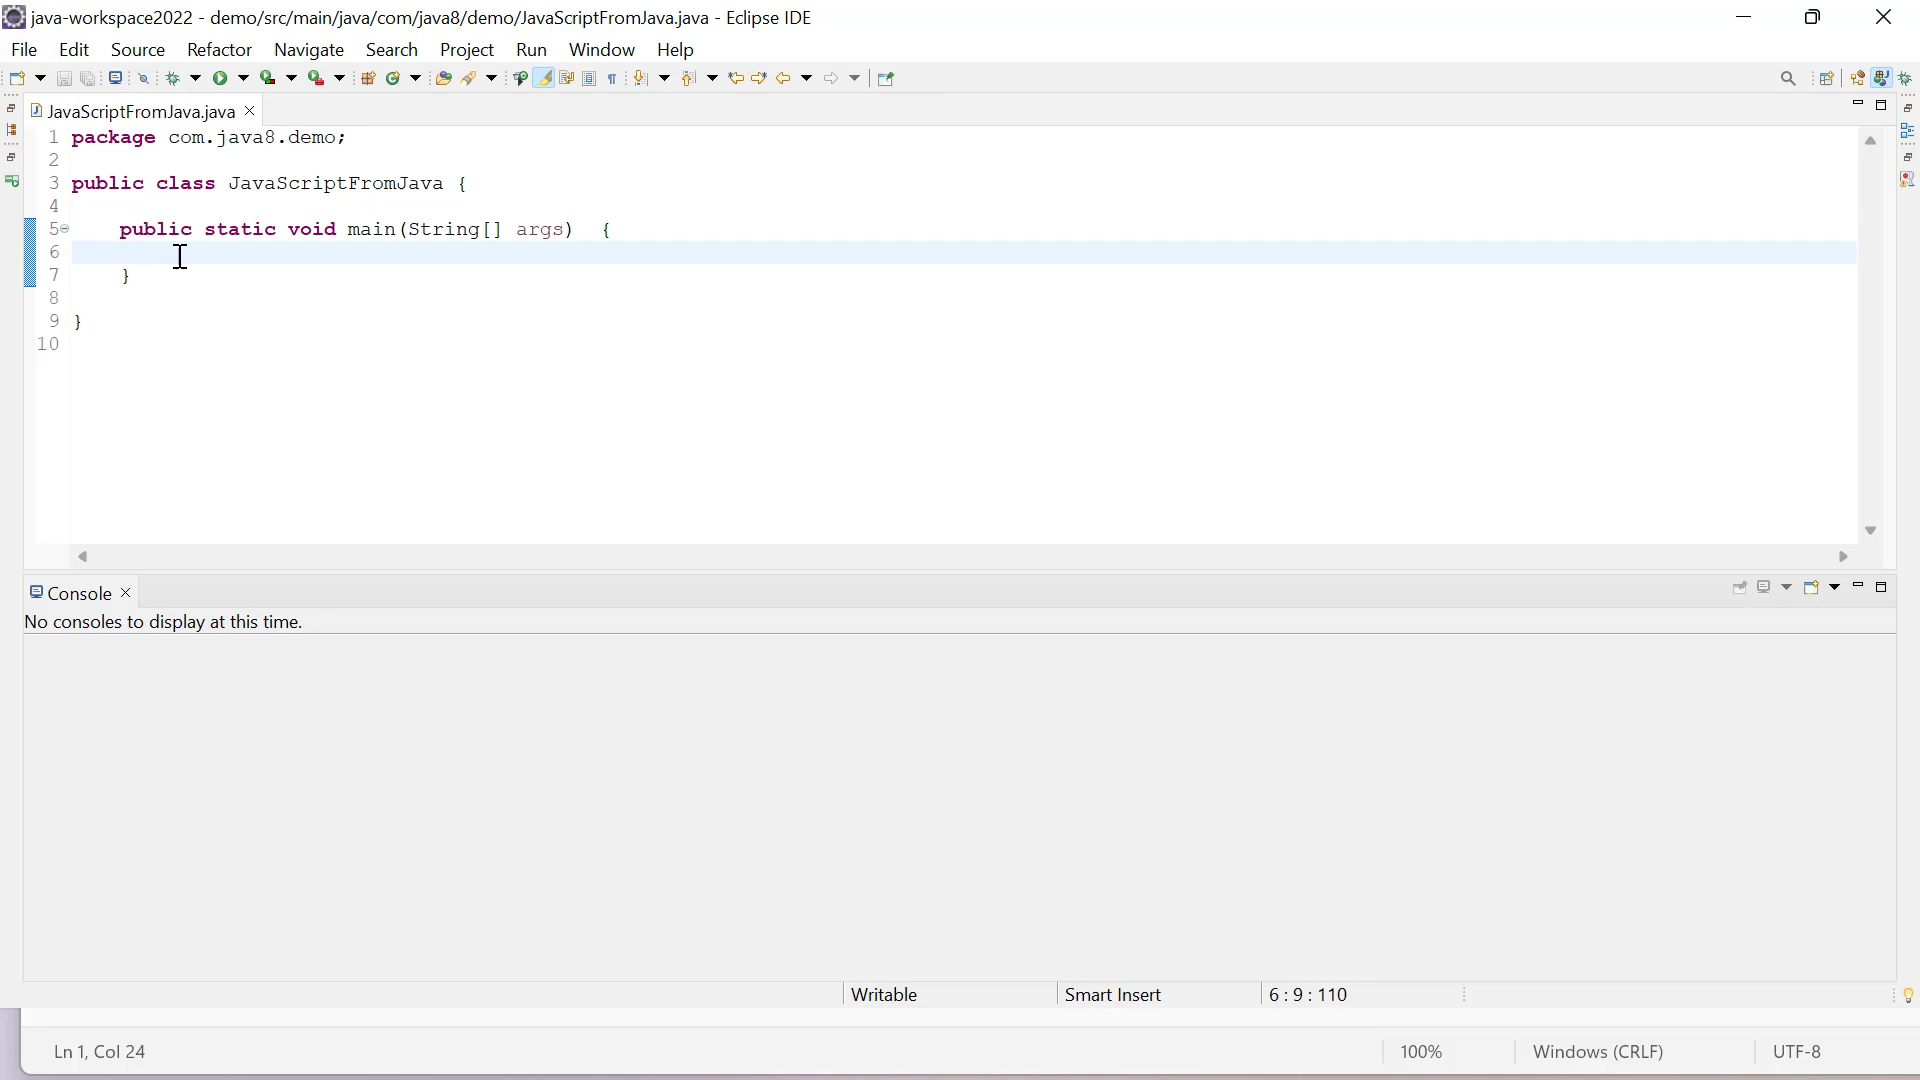 java-workspace2022 - demo/src/main/java/com/java8/demo/JavaScriptFromJava.java - Eclipse IDE
File Edit Source Refactor Navigate Search Project Run Window Help
JavaScriptFromJava.java
1 package com.java8.demo;
2
3 public class JavaScriptFromJava {
4
5 public static void main(String[] args) {
6
7 }
8
9 }
10
Console
No consoles to display at this time.
Writable Smart Insert 6 : 9 : 110
Ln 1, Col 24 100% Windows (CRLF) UTF-8